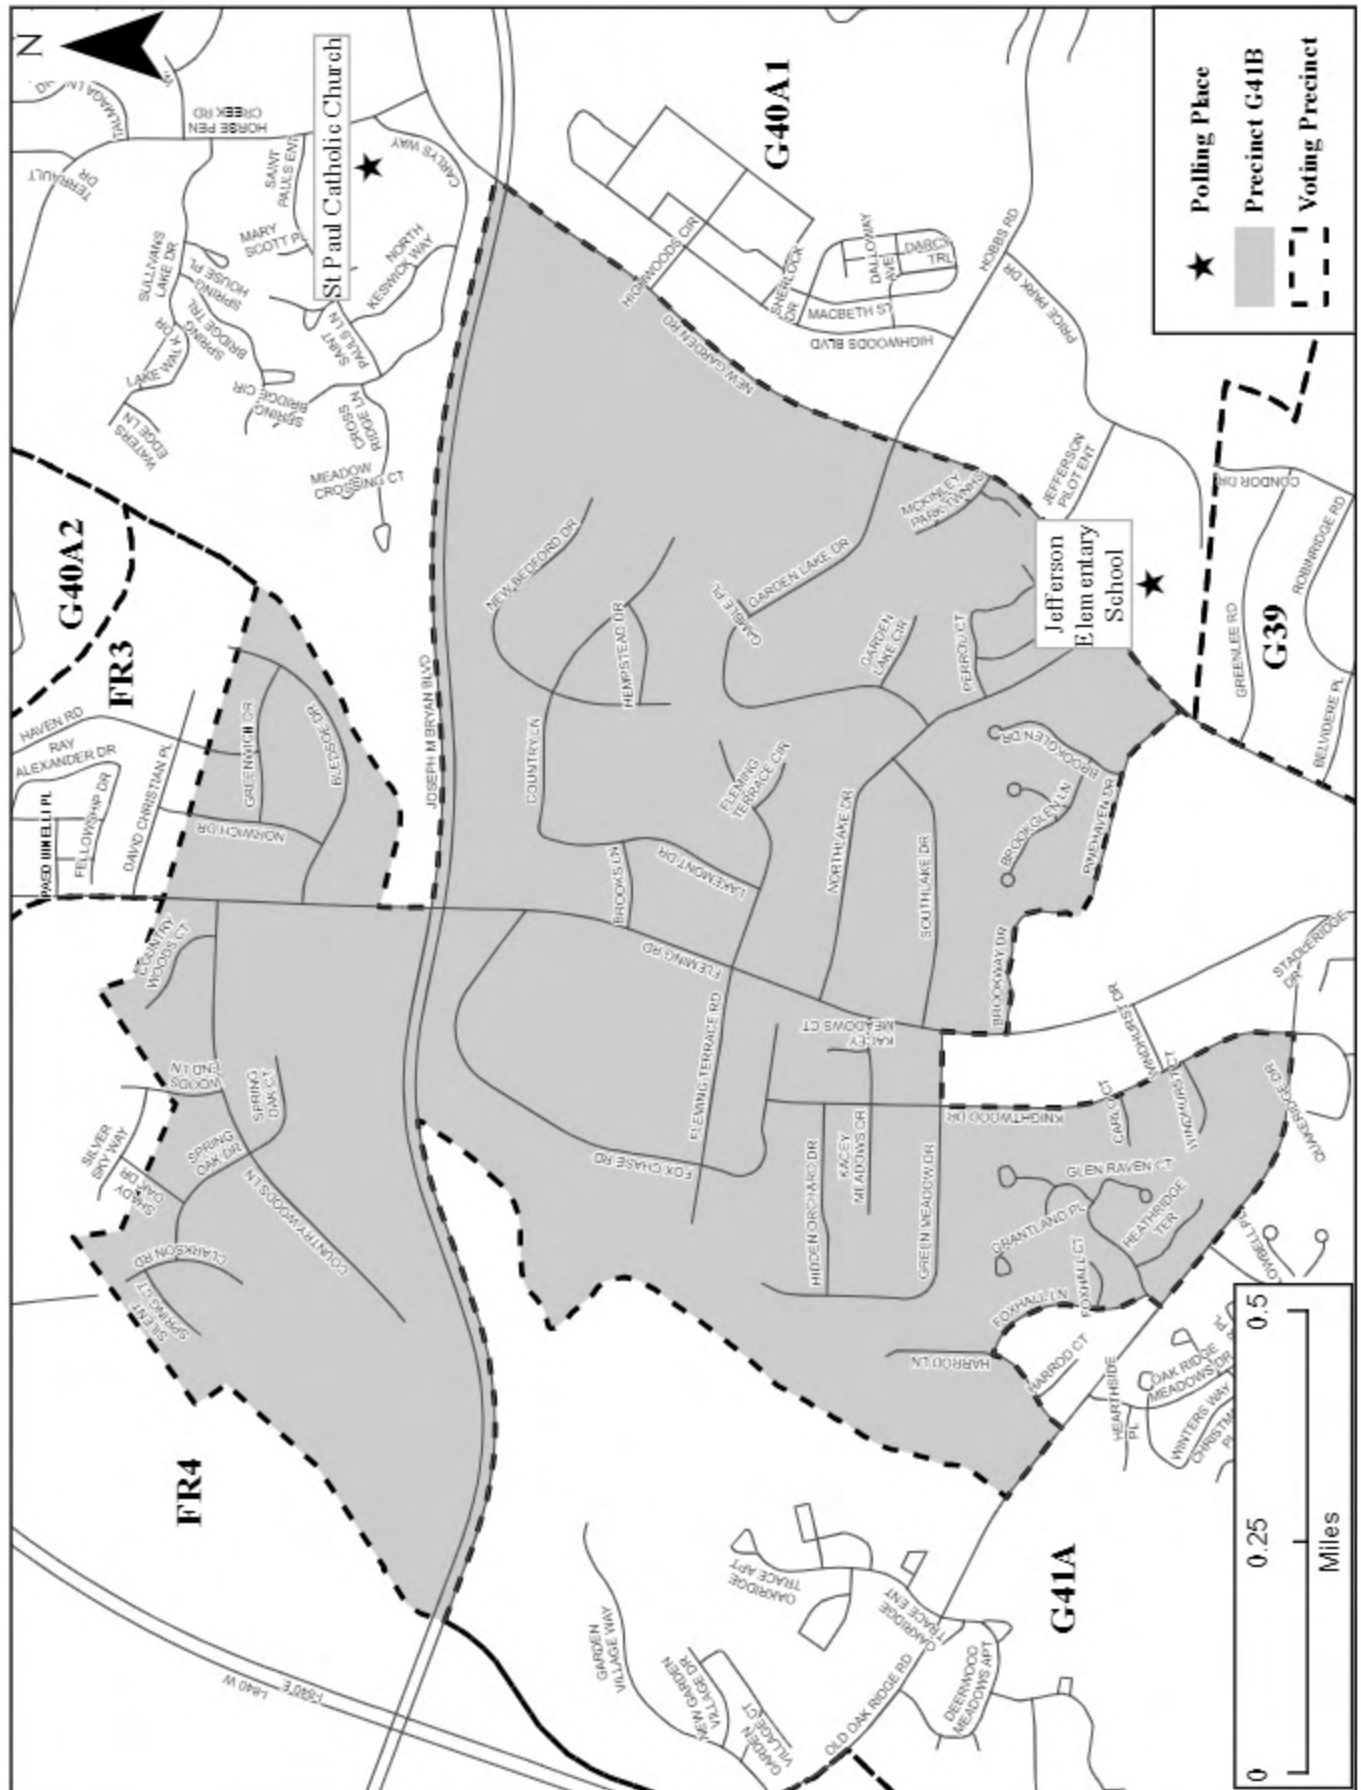 N
TALMAGA LN
TERRAULT
DR
HORSE PEN
CREEK RD
SAINT
PAULS ENT
MARY
SCOTT PL
St Paul Catholic Church
CARLYS WAY
NORTH
KESWICK WAY
SULLIVANS
LAKE DR
SPRING
HOUSE PL
SPRING
BRIDGE TRL
LAKE WALK DR
SPRING
BRIDGE CIR
SAINT
PAULS LN
WATERS
EDGE LN
CROSS
RIDGE LN
MEADOW
CROSSING CT
G40A1
HIGHWOODS CIR
SHERLOCK
DR
DALLOWAY
AVE
DARCY
TRL
MACBETH ST
HIGHWOODS BLVD
HOBBS RD
PRICE PARK DR
NEW GARDEN RD
Polling Place
Precinct G41B
Voting Precinct
G40A2
FR3
HAVEN RD
RAY
ALEXANDER DR
FELLOWSHIP DR
DAVID CHRISTIAN PL
GREENWICH DR
BLEDSOE DR
NORWICH DR
JOSEPH M BRYAN BLVD
NEW BEDFORD DR
HEMPSTEAD DR
COUNTRY LN
GAMBLE PL
GARDEN LAKE DR
MCKINLEY
PARK TWNHS
JEFFERSON
PILOT ENT
GARDEN
LAKE CIR
PERROU CT
Jefferson
Elementary
School
CONDOR DR
ROBINRIDGE RD
GREENLEE RD
G39
BELVIDERE PL
FLEMING
TERRACE CIR
BROOKS LN
LAKEMONT DR
NORTHLAKE DR
SOUTHLAKE DR
BROOKGLEN DR
BROOKGLEN LN
PINEHAVEN DR
BROOKWAY DR
FLEMING RD
COUNTRY
WOODS CT
WOODS
END LN
SPRING
OAK CT
SPRING
OAK DR
SILVER
SKY WAY
SHADY
OAK DR
COUNTRY WOODS LN
CLARKSON RD
SILENT
SPRING CT
FLEMING TERRACE RD
FOX CHASE RD
KACEY
MEADOWS CT
KACEY
MEADOWS DR
HIDDEN ORCHARD DR
GREEN MEADOW DR
KNIGHTWOOD DR
WINDHURST DR
WINDHURST CT
STADLERIDGE
DR
QUAKERIDGE DR
GLEN RAVEN CT
GRANTLAND PL
HEATHRIDGE
TER
FOXHALL CT
FOXHALL LN
HARROD LN
HARROD CT
HEARTHSIDE
PL
OAK RIDGE
MEADOWS DR
WINTERS WAY
FR4
I-840 W
I-840 E
GARDEN
VILLAGE WAY
NEW GARDEN
VILLAGE DR
GARDEN
VILLAGE CT
OLD OAK RIDGE RD
OAKRIDGE
TRACE APT
OAKRIDGE
TRACE ENT
DEERWOOD
MEADOWS APT
G41A
0 0.25 0.5
Miles